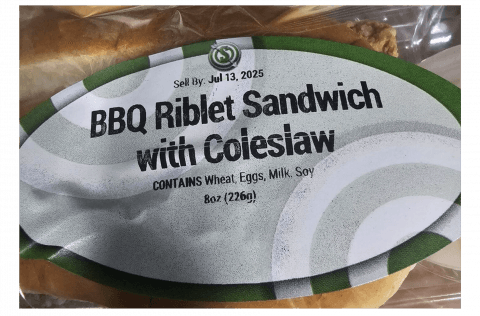 Sell By: Jul 13, 2025
BBQ Riblet Sandwich
with Coleslaw
CONTAINS Wheat, Eggs, Milk, Soy
8oz (226g)